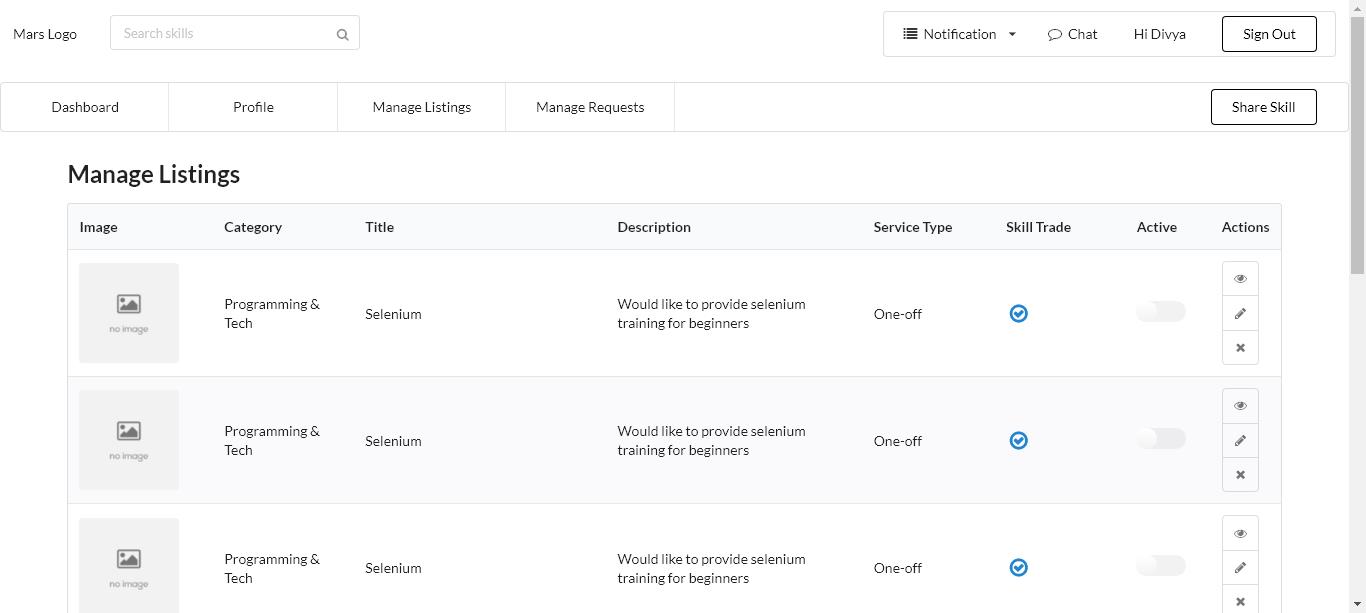 Mars Logo
Search skills
Notification
Chat
Hi Divya
Sign Out
Dashboard
Profile
Manage Listings
Manage Requests
Share Skill
Manage Listings
Image
Category
Title
Description
Service Type
Skill Trade
Active
Actions
no image
Programming &
Tech
Selenium
Would like to provide selenium
training for beginners
One-off
no image
Programming &
Tech
Selenium
Would like to provide selenium
training for beginners
One-off
no image
Programming &
Tech
Selenium
Would like to provide selenium
training for beginners
One-off